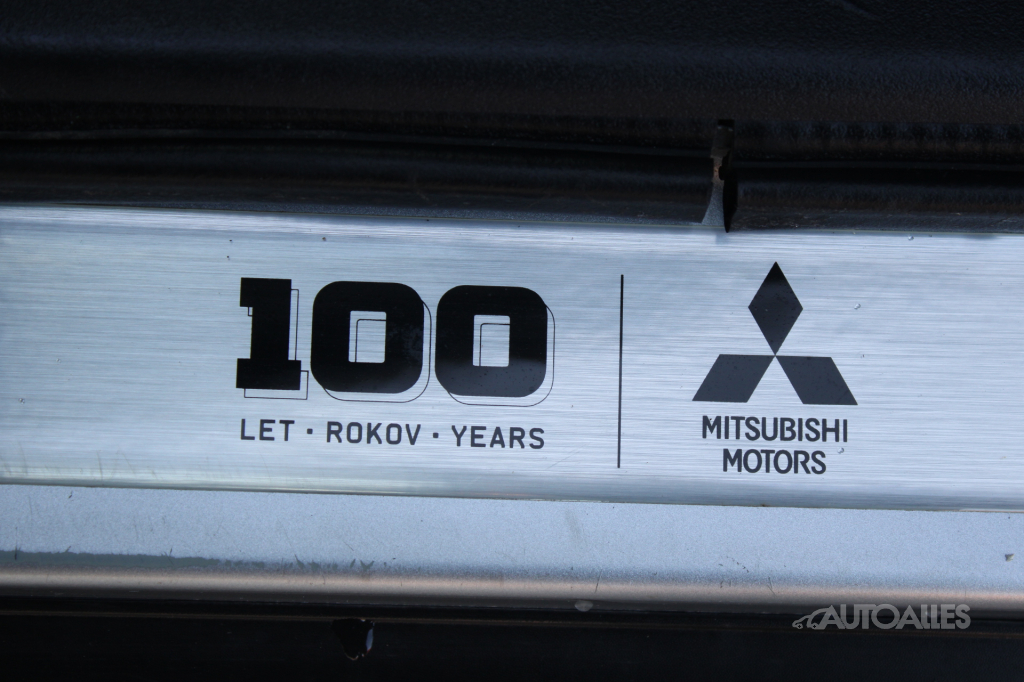 100
LET · ROKOV · YEARS
MITSUBISHI
MOTORS
AUTOALLES